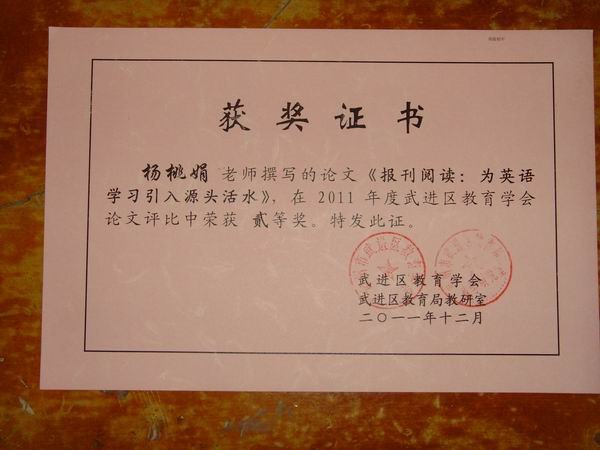 获奖证书
杨桃娟 老师撰写的论文《报刊阅读：为英语
学习引入源头活水》，在 2011 年度武进区教育学会
论文评比中荣获 贰等奖。特发此证。
武进区教育学会
武进区教育局教研室
二〇一一年十二月